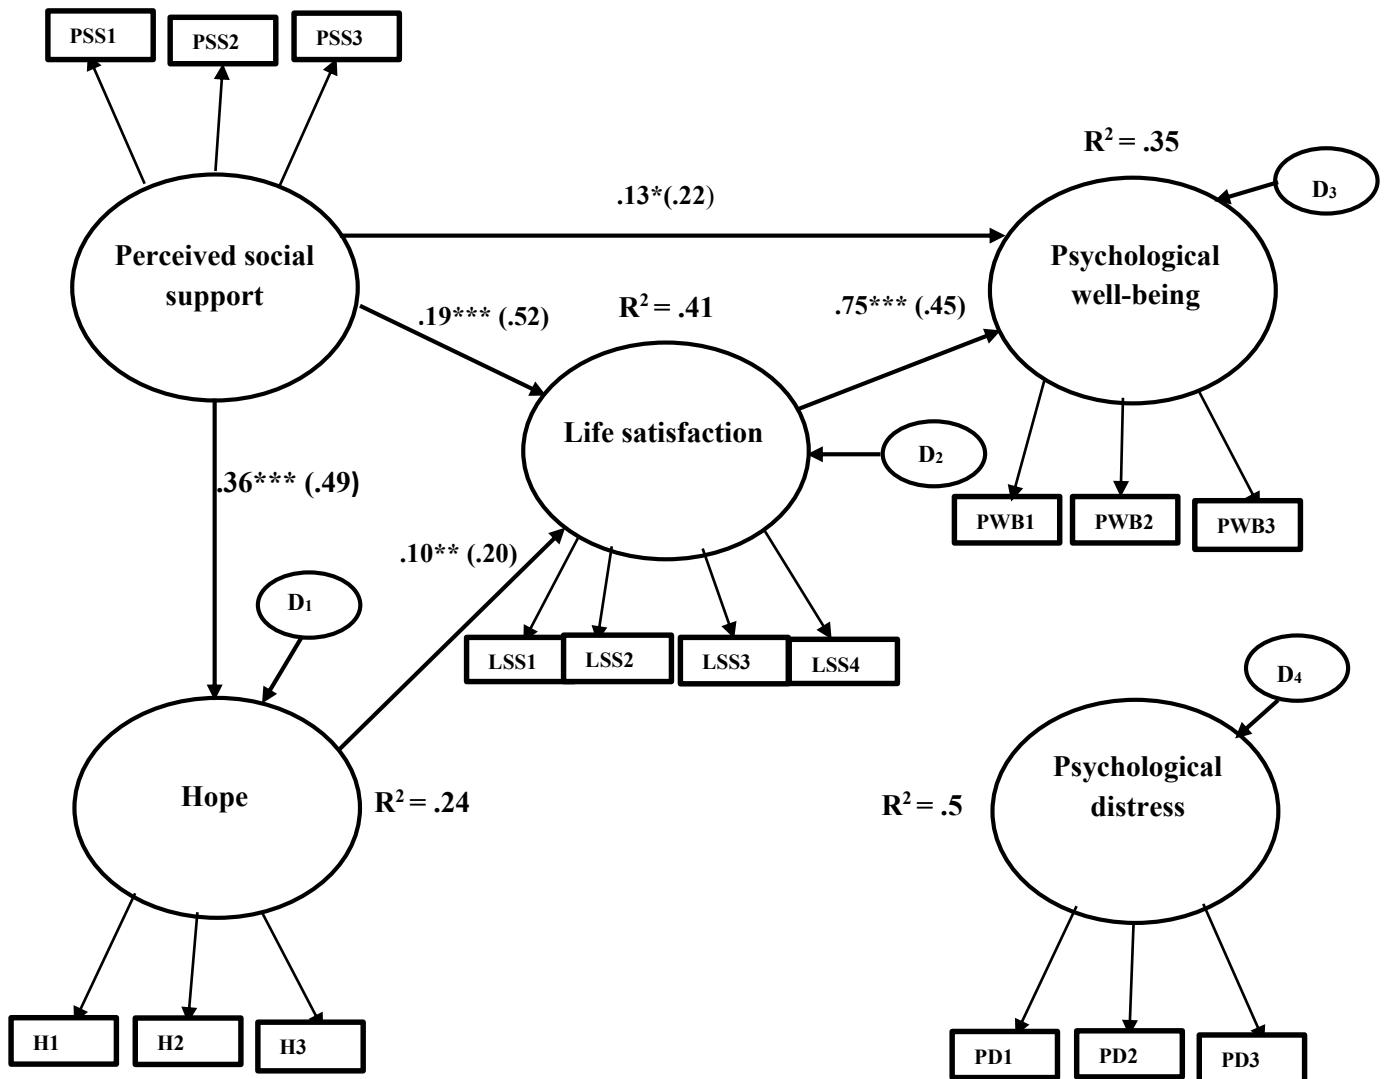 PSS1
PSS2
PSS3
R² = .35
D₃
.13*(.22)
Perceived social
support
Psychological
well-being
R² = .41
.19*** (.52)
.75*** (.45)
Life satisfaction
D₂
.36*** (.49)
PWB1
PWB2
PWB3
.10** (.20)
D₁
LSS1
LSS2
LSS3
LSS4
D₄
Hope
R² = .24
Psychological
distress
R² = .5
H1
H2
H3
PD1
PD2
PD3